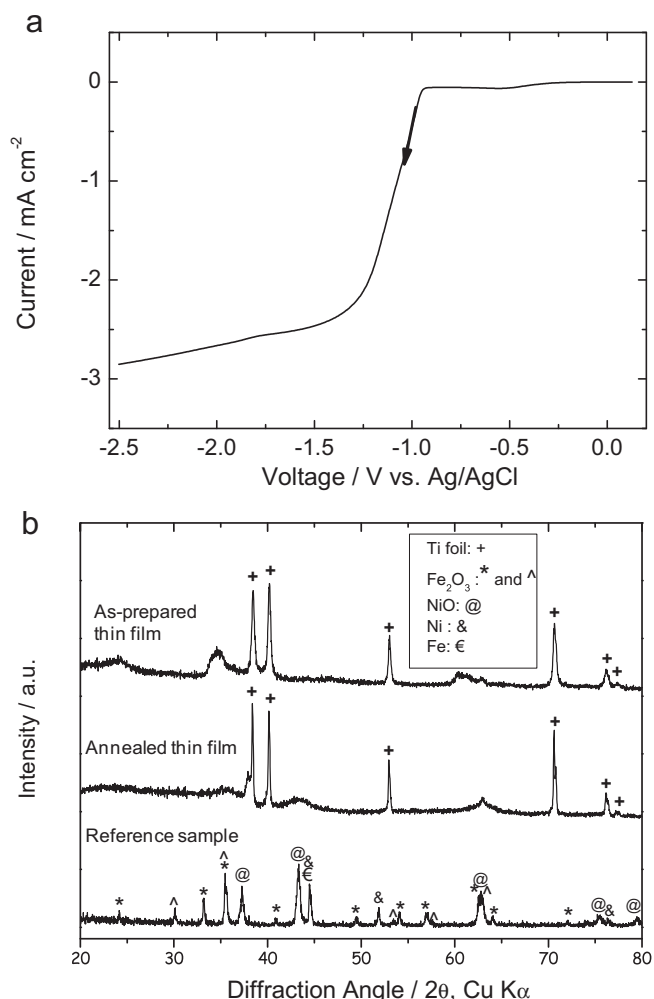 a
0
-1
-2
-3
Current / mA cm⁻²
-2.5 -2.0 -1.5 -1.0 -0.5 0.0
Voltage / V vs. Ag/AgCl
b
Ti foil: +
Fe₂O₃ :* and ^
NiO: @
Ni : &
Fe: €
+ + + + + +
As-prepared
thin film
+ + + + + +
Annealed thin film
Reference sample
* ^ * ^ * @ * @ & € * & ^ * * ^ * @ ^ * * @ & @
Intensity / a.u.
20 30 40 50 60 70 80
Diffraction Angle / 2θ, Cu Kα